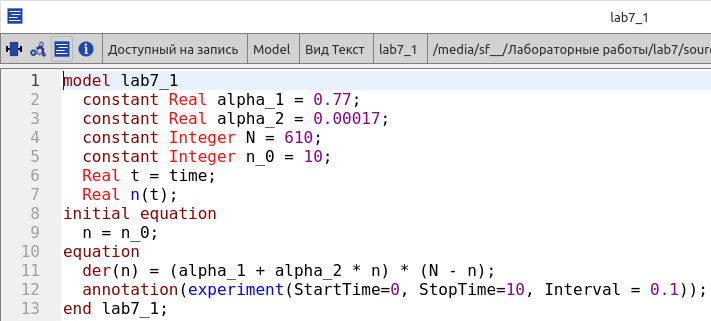 lab7_1
Доступный на запись Model Вид Текст lab7_1 /media/sf__/Лабораторные работы/lab7/sour
1 model lab7_1
2 constant Real alpha_1 = 0.77;
3 constant Real alpha_2 = 0.00017;
4 constant Integer N = 610;
5 constant Integer n_0 = 10;
6 Real t = time;
7 Real n(t);
8 initial equation
9 n = n_0;
10 equation
11 der(n) = (alpha_1 + alpha_2 * n) * (N - n);
12 annotation(experiment(StartTime=0, StopTime=10, Interval = 0.1));
13 end lab7_1;